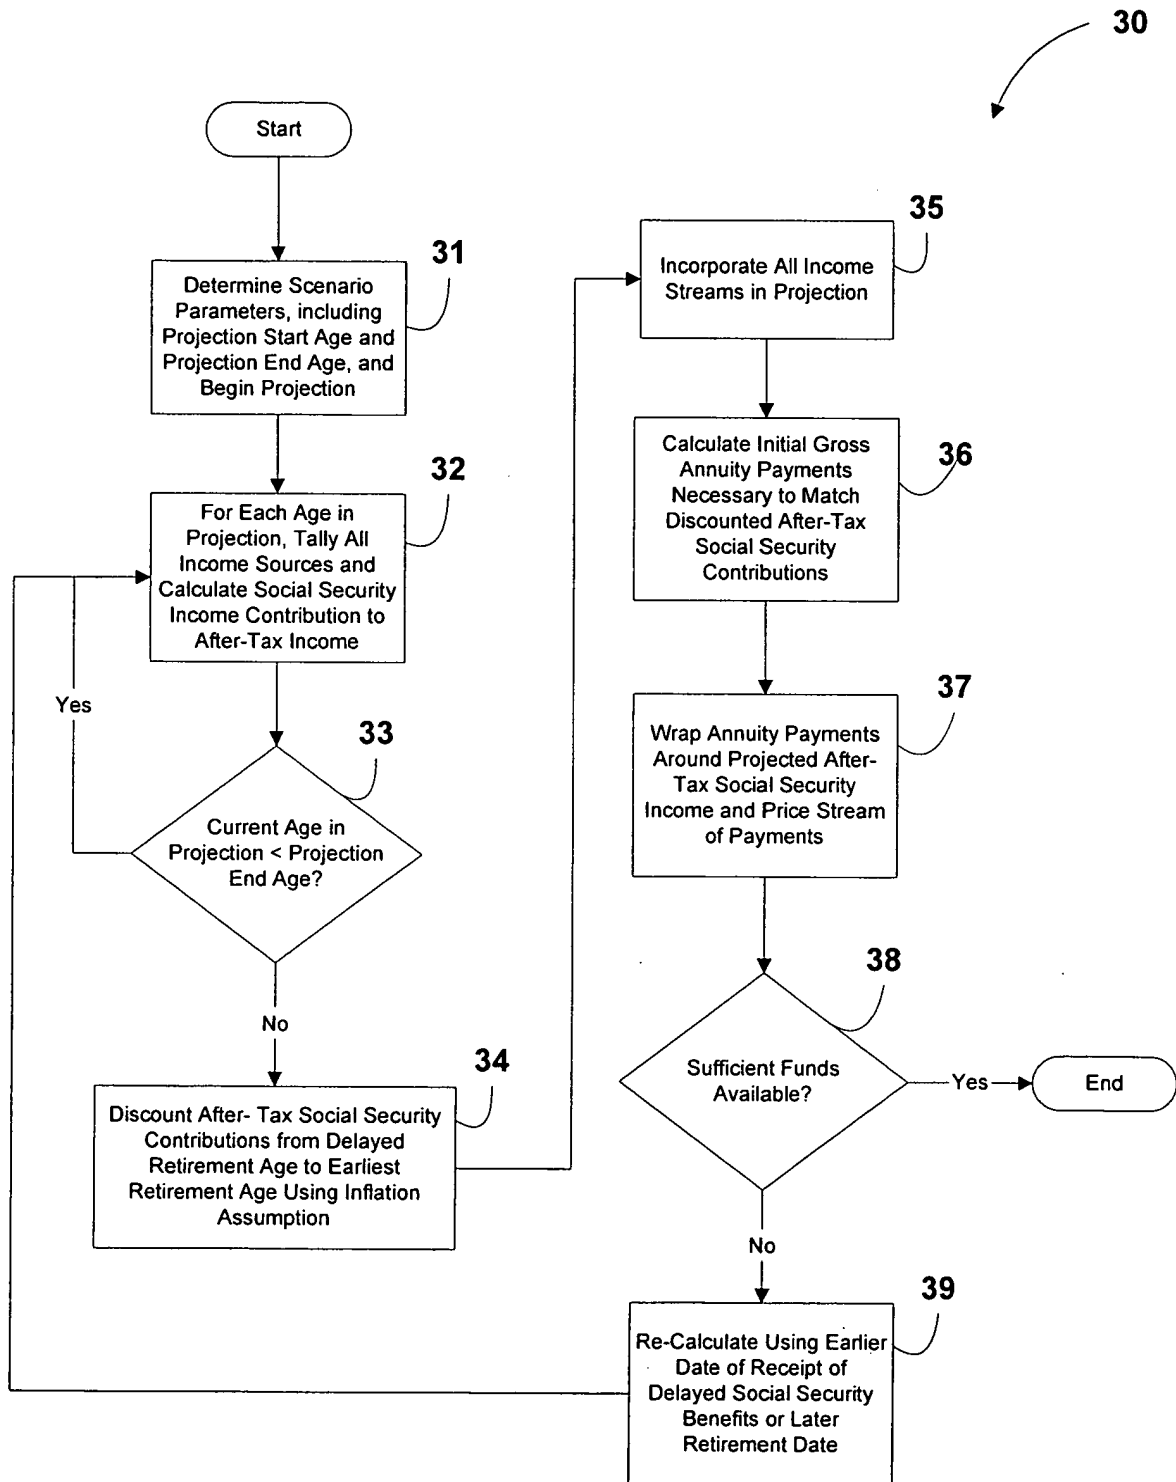 30
Start
31
Determine Scenario
Parameters, including
Projection Start Age and
Projection End Age, and
Begin Projection
32
For Each Age in
Projection, Tally All
Income Sources and
Calculate Social Security
Income Contribution to
After-Tax Income
Yes
33
Current Age in
Projection < Projection
End Age?
No
34
Discount After- Tax Social Security
Contributions from Delayed
Retirement Age to Earliest
Retirement Age Using Inflation
Assumption
35
Incorporate All Income
Streams in Projection
36
Calculate Initial Gross
Annuity Payments
Necessary to Match
Discounted After-Tax
Social Security
Contributions
37
Wrap Annuity Payments
Around Projected After-
Tax Social Security
Income and Price Stream
of Payments
38
Sufficient Funds
Available?
Yes
End
No
39
Re-Calculate Using Earlier
Date of Receipt of
Delayed Social Security
Benefits or Later
Retirement Date